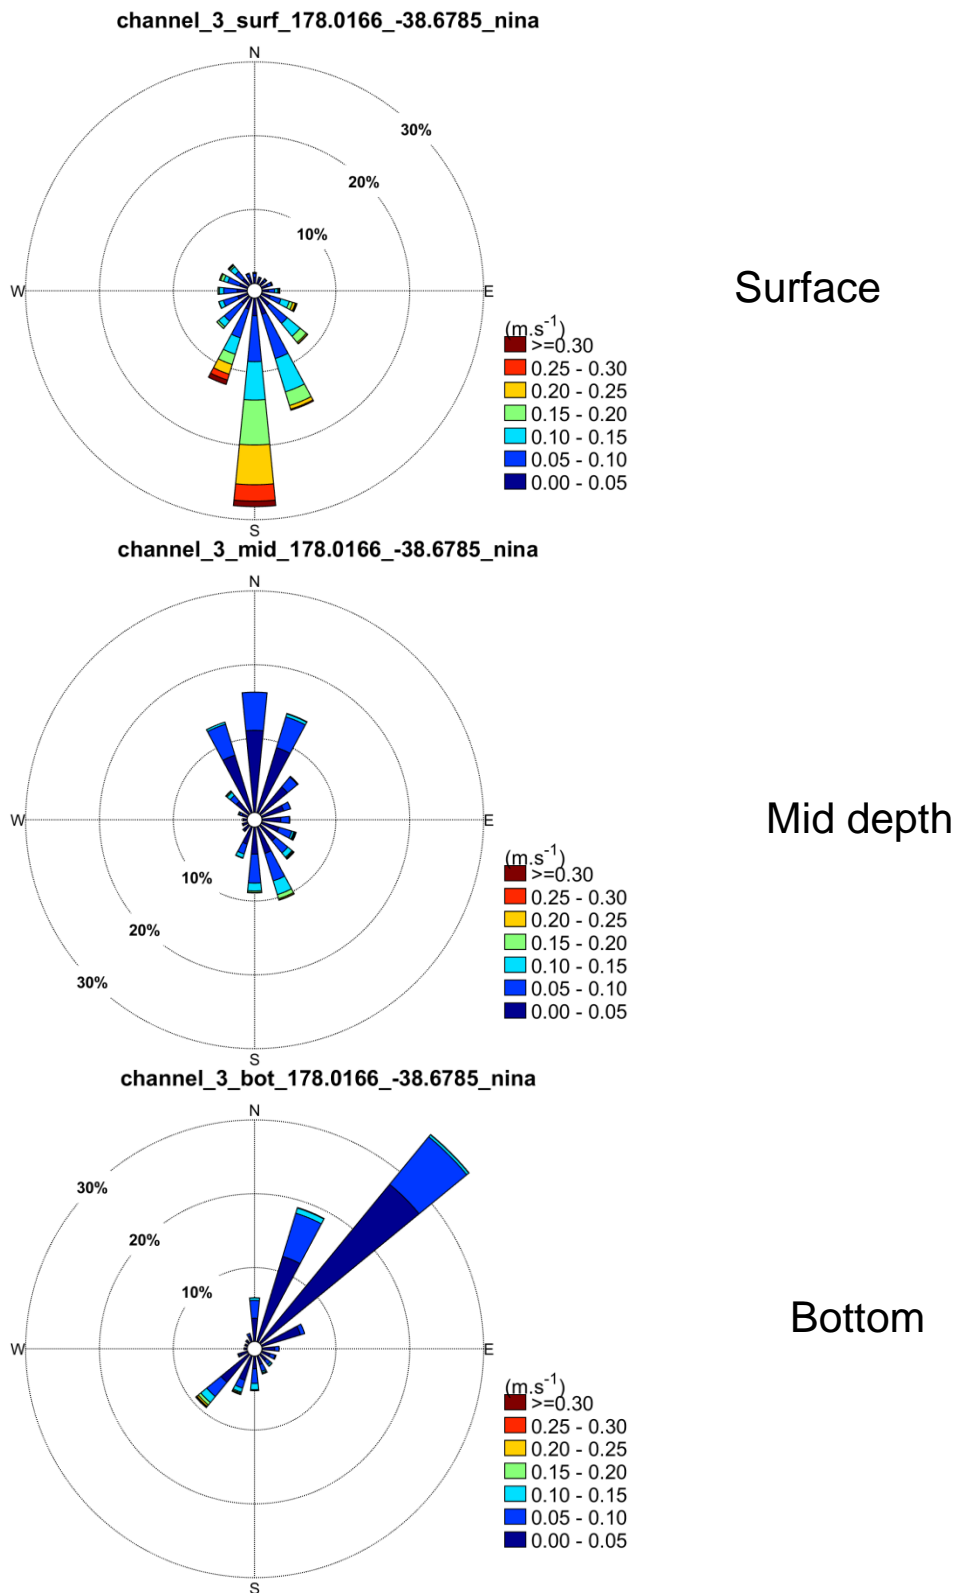 channel_3_surf_178.0166_-38.6785_nina
N
30%
20%
10%
W
E
S
(m.s-1)
>=0.30
0.25 - 0.30
0.20 - 0.25
0.15 - 0.20
0.10 - 0.15
0.05 - 0.10
0.00 - 0.05
Surface
channel_3_mid_178.0166_-38.6785_nina
N
W
E
10%
20%
30%
S
(m.s-1)
>=0.30
0.25 - 0.30
0.20 - 0.25
0.15 - 0.20
0.10 - 0.15
0.05 - 0.10
0.00 - 0.05
Mid depth
channel_3_bot_178.0166_-38.6785_nina
N
30%
20%
10%
W
E
S
(m.s-1)
>=0.30
0.25 - 0.30
0.20 - 0.25
0.15 - 0.20
0.10 - 0.15
0.05 - 0.10
0.00 - 0.05
Bottom